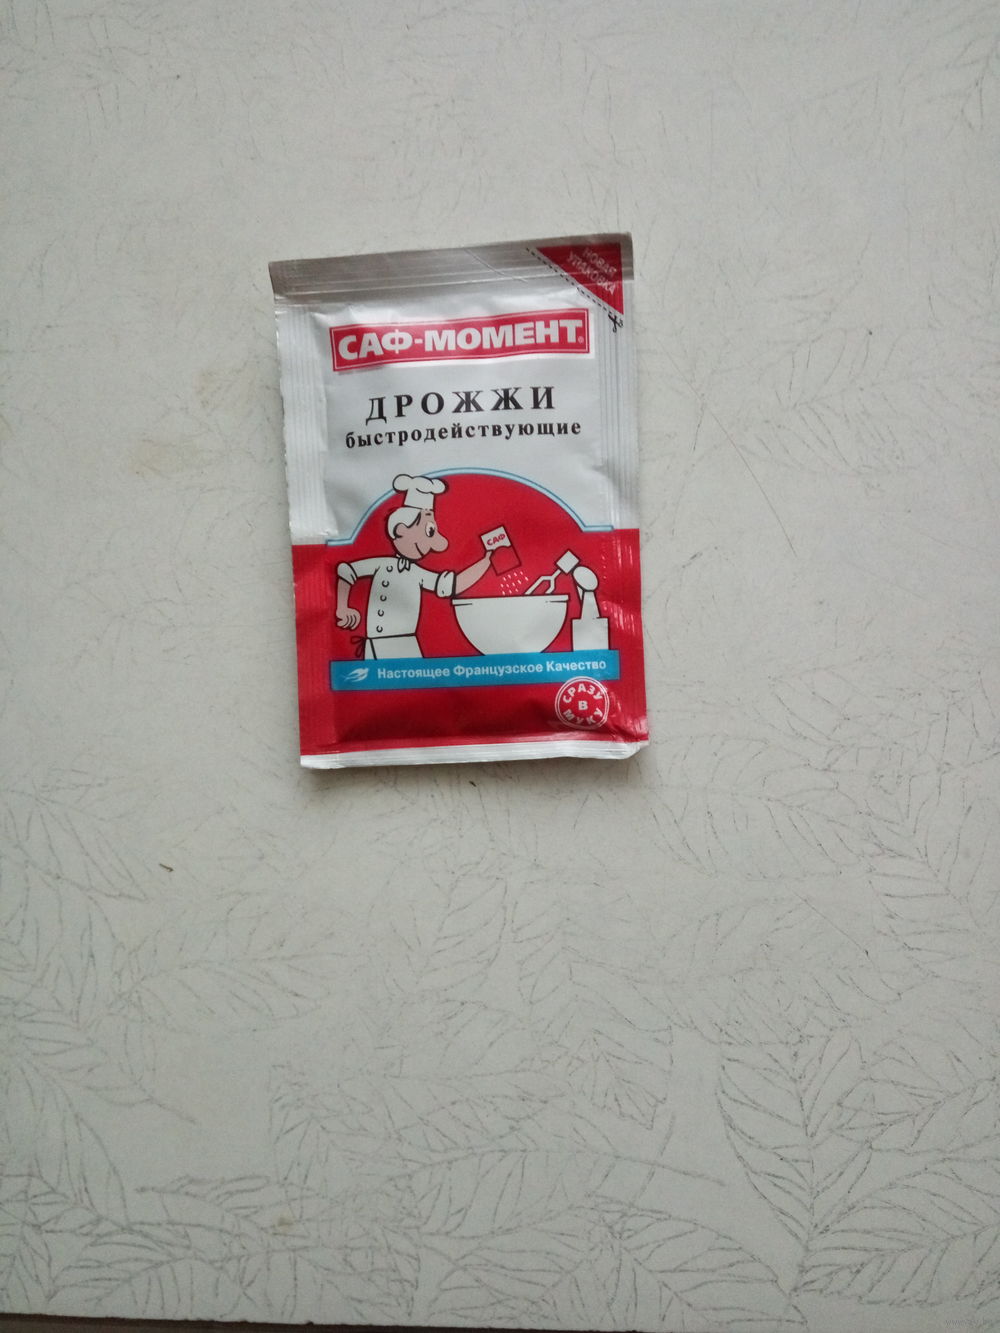 НОВАЯ
УПАКОВКА
САФ-МОМЕНТ®
ДРОЖЖИ
быстродействующие
САФ
Настоящее Французское Качество
СРАЗУ
В
МУКУ